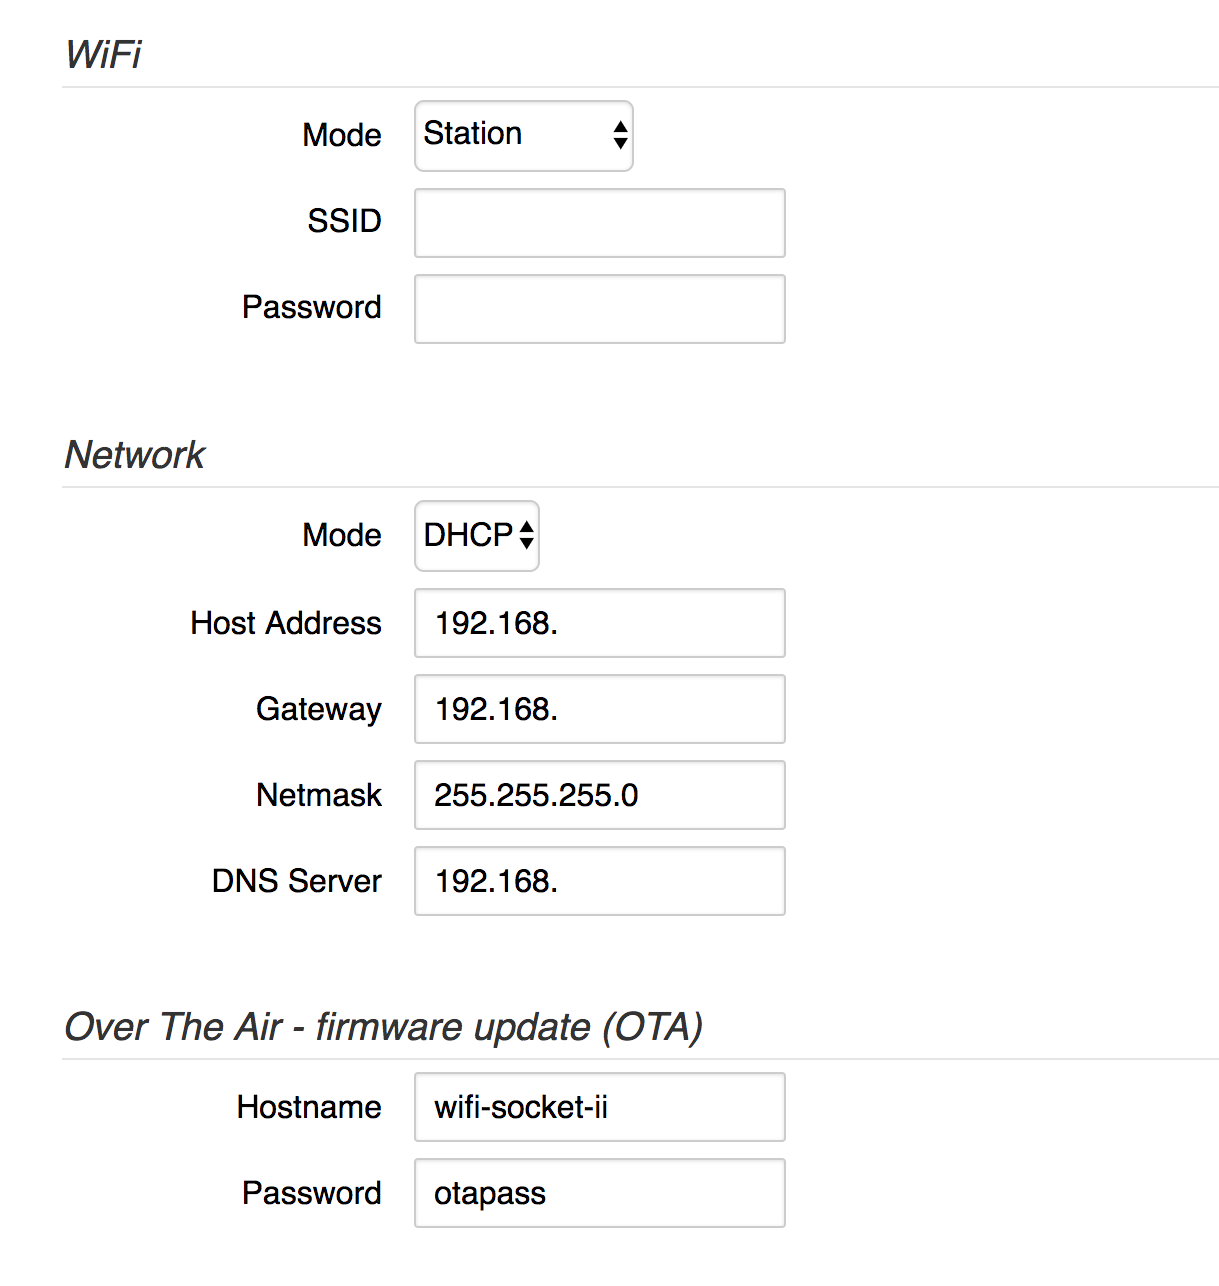 WiFi
Mode Station
SSID
Password
Network
Mode DHCP
Host Address 192.168.
Gateway 192.168.
Netmask 255.255.255.0
DNS Server 192.168.
Over The Air - firmware update (OTA)
Hostname wifi-socket-ii
Password otapass